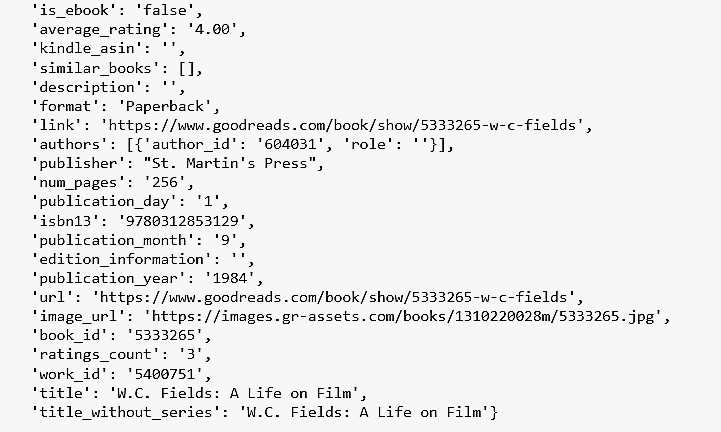 'is_ebook': 'false',
'average_rating': '4.00',
'kindle_asin': '',
'similar_books': [],
'description': '',
'format': 'Paperback',
'link': 'https://www.goodreads.com/book/show/5333265-w-c-fields',
'authors': [{'author_id': '604031', 'role': ''}],
'publisher': "St. Martin's Press",
'num_pages': '256',
'publication_day': '1',
'isbn13': '9780312853129',
'publication_month': '9',
'edition_information': '',
'publication_year': '1984',
'url': 'https://www.goodreads.com/book/show/5333265-w-c-fields',
'image_url': 'https://images.gr-assets.com/books/1310220028m/5333265.jpg',
'book_id': '5333265',
'ratings_count': '3',
'work_id': '5400751',
'title': 'W.C. Fields: A Life on Film',
'title_without_series': 'W.C. Fields: A Life on Film'}